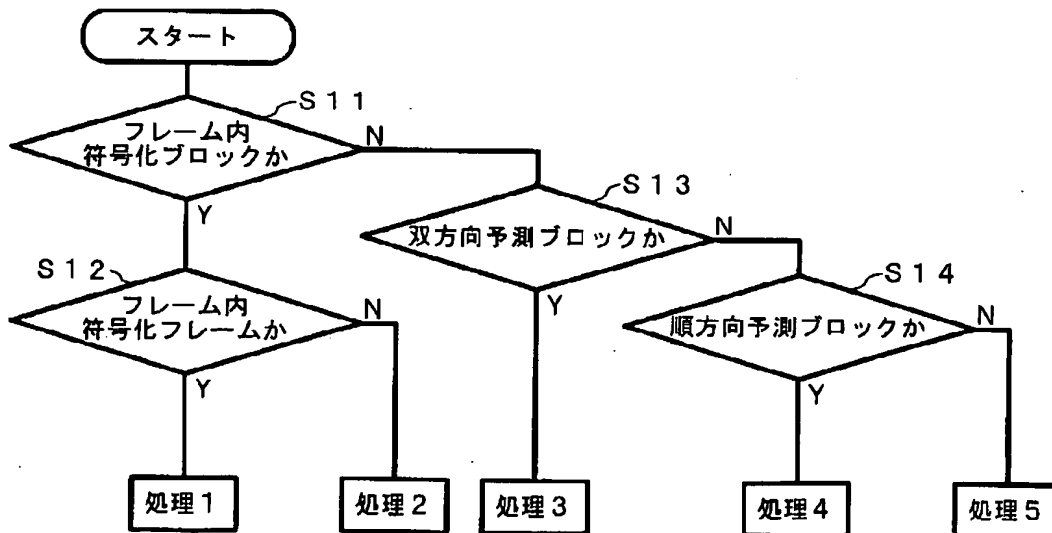 スタート
S11
フレーム内
符号化ブロックか
N
Y
S13
双方向予測ブロックか
N
Y
S12
フレーム内
符号化フレームか
N
Y
S14
順方向予測ブロックか
N
Y
処理1
処理2
処理3
処理4
処理5